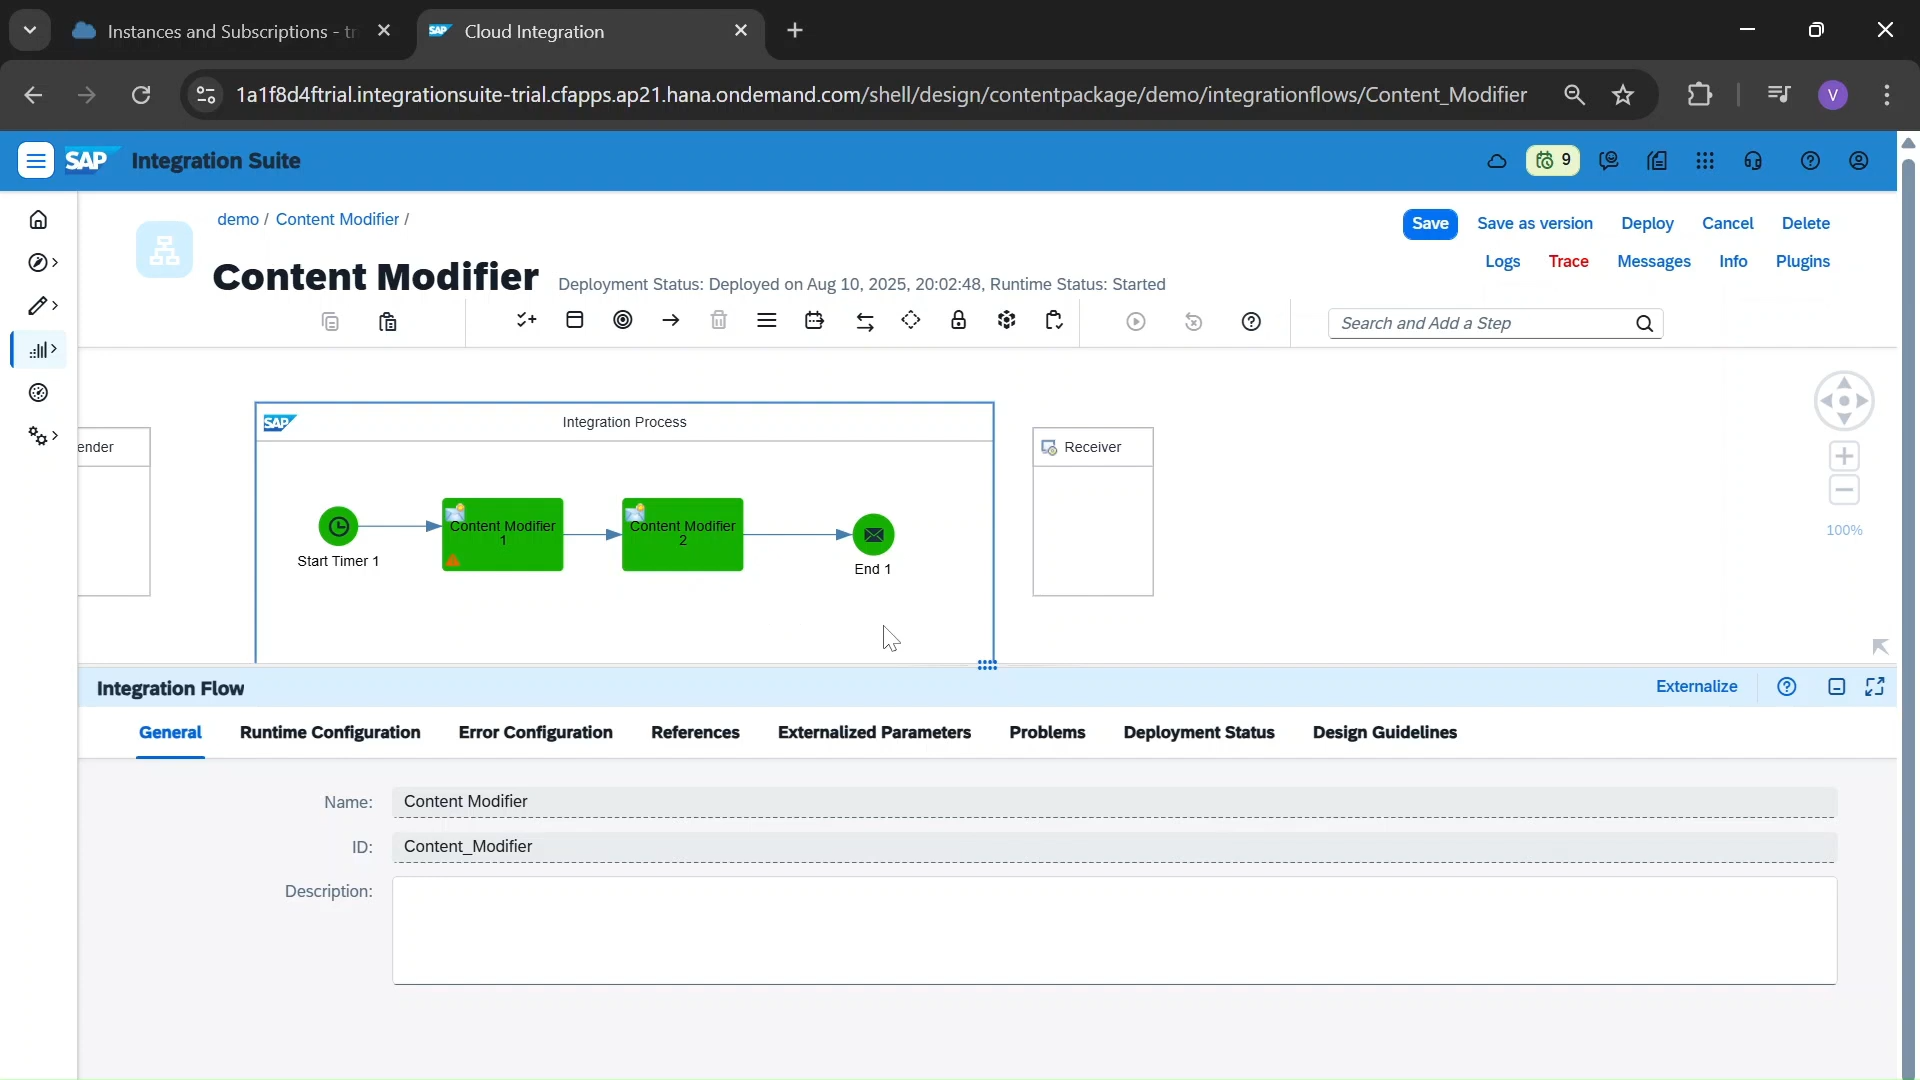 Instances and Subscriptions - tr
SAP Cloud Integration
1a1f8d4ftrial.integrationsuite-trial.cfapps.ap21.hana.ondemand.com/shell/design/contentpackage/demo/integrationflows/Content_Modifier
V
SAP Integration Suite
9
demo / Content Modifier /
Save Save as version Deploy Cancel Delete
Content Modifier Deployment Status: Deployed on Aug 10, 2025, 20:02:48, Runtime Status: Started
Logs Trace Messages Info Plugins
Search and Add a Step
SAP Integration Process
ender
Receiver
Content Modifier
1
Content Modifier
2
Start Timer 1
End 1
100%
Integration Flow
Externalize
General Runtime Configuration Error Configuration References Externalized Parameters Problems Deployment Status Design Guidelines
Name: Content Modifier
ID: Content_Modifier
Description: